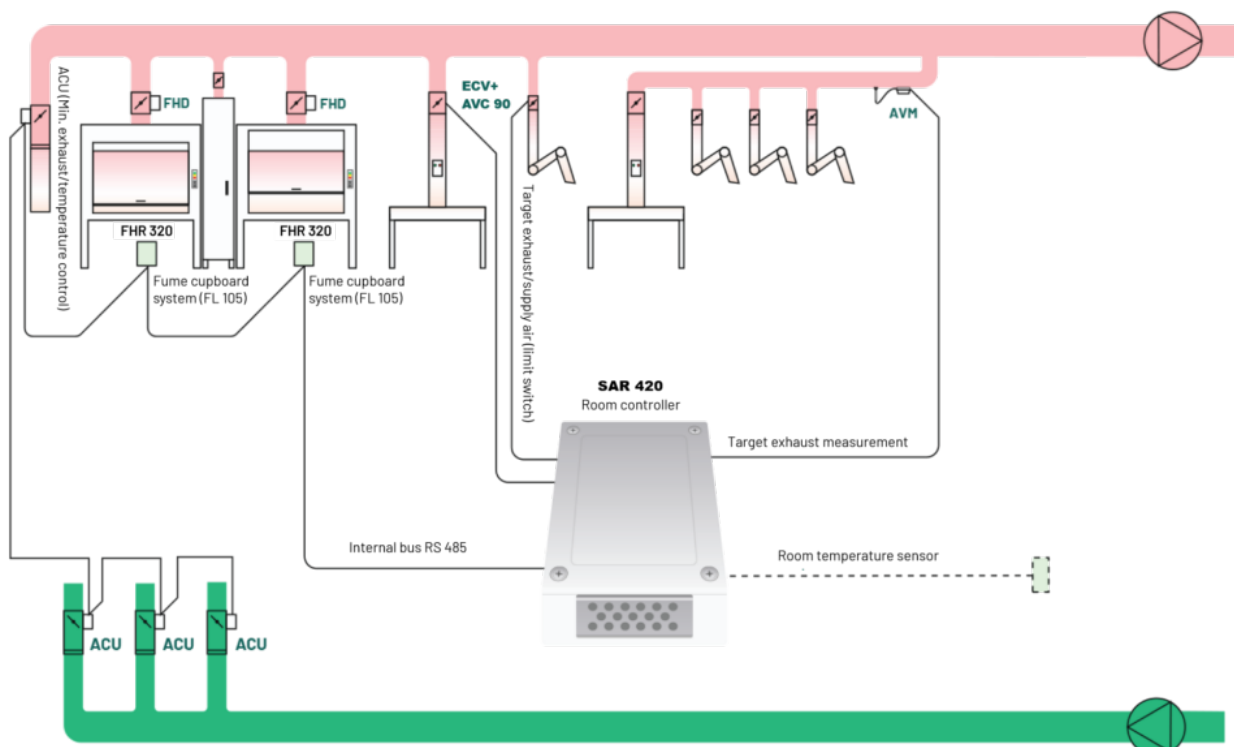 ACU (Min. exhaust/temperature control)
FHD
FHD
ECV+
AVC 90
AVM
FHR 320
FHR 320
Fume cupboard
system (FL 105)
Fume cupboard
system (FL 105)
Target exhaust/supply air (limit switch)
SAR 420
Room controller
Target exhaust measurement
Internal bus RS 485
Room temperature sensor
ACU
ACU
ACU